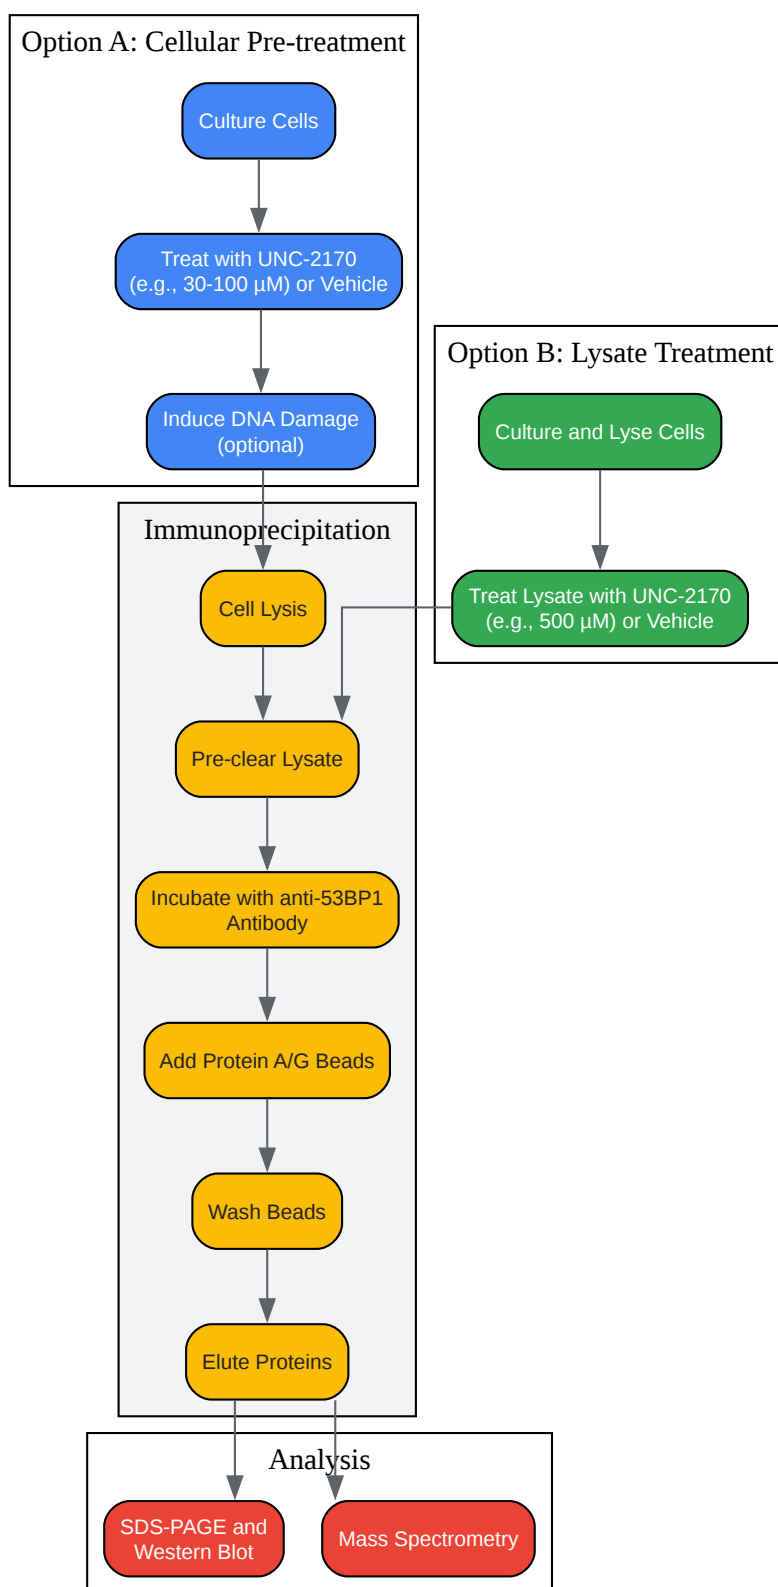 Option A: Cellular Pre-treatment
Culture Cells
Treat with UNC-2170
(e.g., 30-100 µM) or Vehicle
Induce DNA Damage
(optional)
Option B: Lysate Treatment
Culture and Lyse Cells
Treat Lysate with UNC-2170
(e.g., 500 µM) or Vehicle
Immunoprecipitation
Cell Lysis
Pre-clear Lysate
Incubate with anti-53BP1
Antibody
Add Protein A/G Beads
Wash Beads
Elute Proteins
Analysis
SDS-PAGE and
Western Blot
Mass Spectrometry